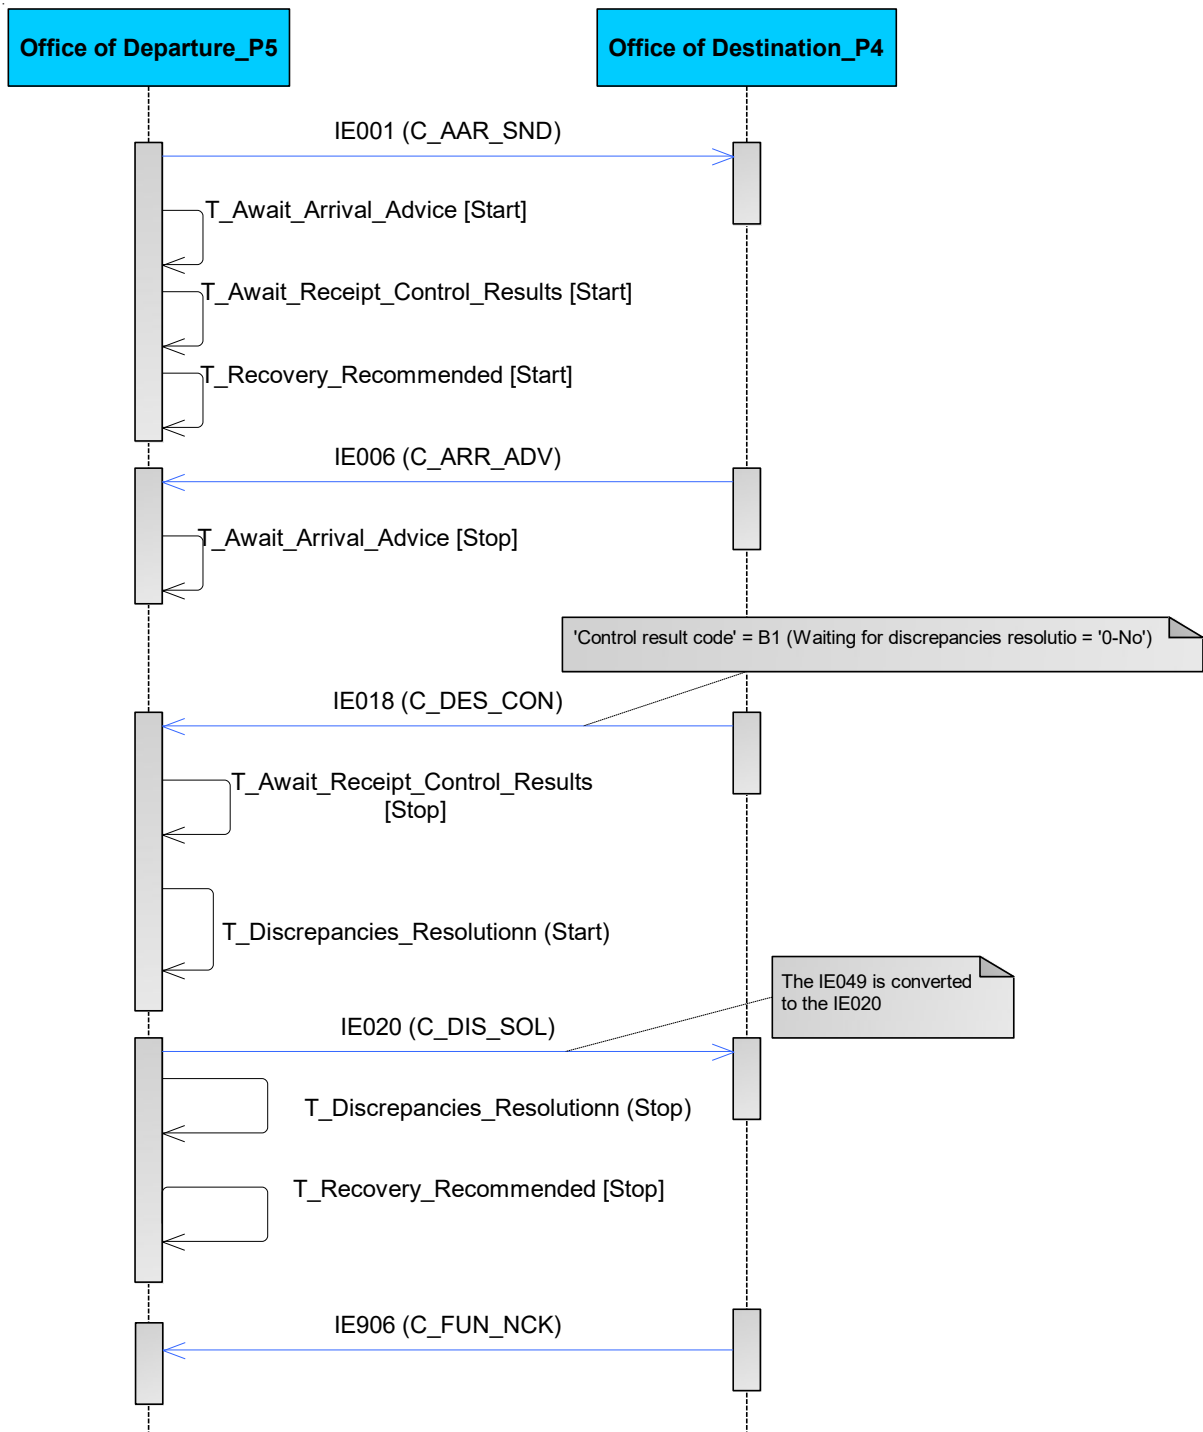 Office of Departure_P5
Office of Destination_P4
IE001 (C_AAR_SND)
T_Await_Arrival_Advice [Start]
T_Await_Receipt_Control_Results [Start]
T_Recovery_Recommended [Start]
IE006 (C_ARR_ADV)
T_Await_Arrival_Advice [Stop]
'Control result code' = B1 (Waiting for discrepancies resolutio = '0-No')
IE018 (C_DES_CON)
T_Await_Receipt_Control_Results
[Stop]
T_Discrepancies_Resolutionn (Start)
The IE049 is converted
to the IE020
IE020 (C_DIS_SOL)
T_Discrepancies_Resolutionn (Stop)
T_Recovery_Recommended [Stop]
IE906 (C_FUN_NCK)